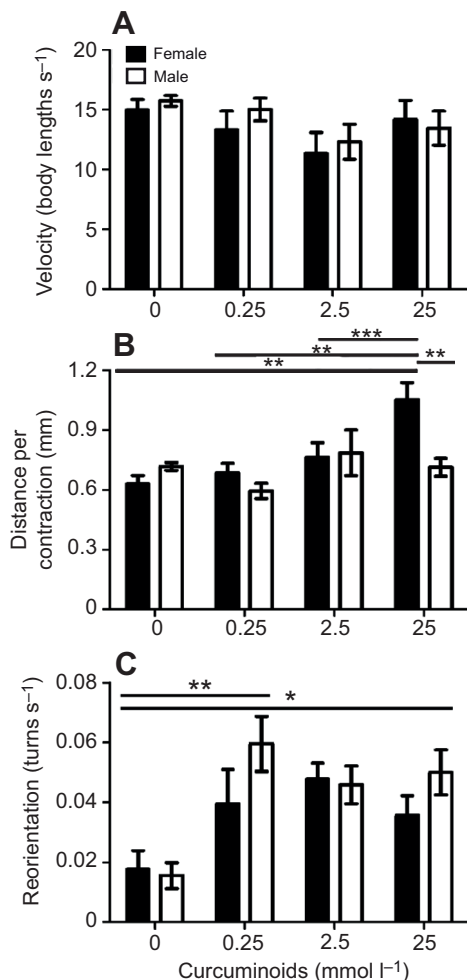 A
Female
Male
Velocity (body lengths s⁻¹)
20
15
10
5
0
0 0.25 2.5 25
B
***
** **
**
Distance per
contraction (mm)
1.2
0.9
0.6
0.3
0
0 0.25 2.5 25
C
**
*
Reorientation (turns s⁻¹)
0.08
0.06
0.04
0.02
0
0 0.25 2.5 25
Curcuminoids (mmol l⁻¹)